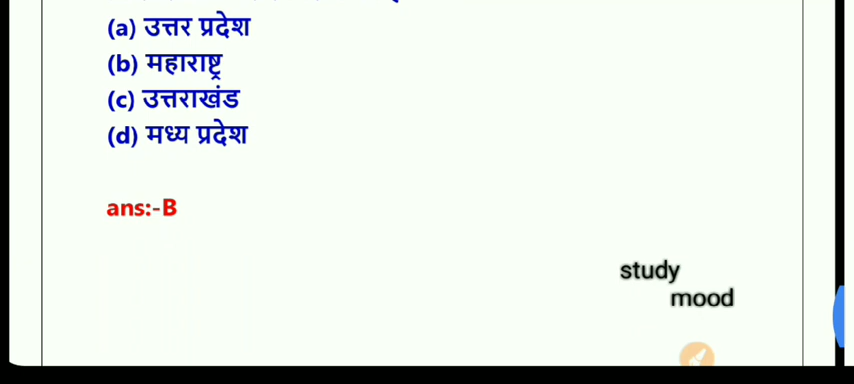 (a) उत्तर प्रदेश
(b) महाराष्ट्र
(c) उत्तराखंड
(d) मध्य प्रदेश
ans:-B
study
mood